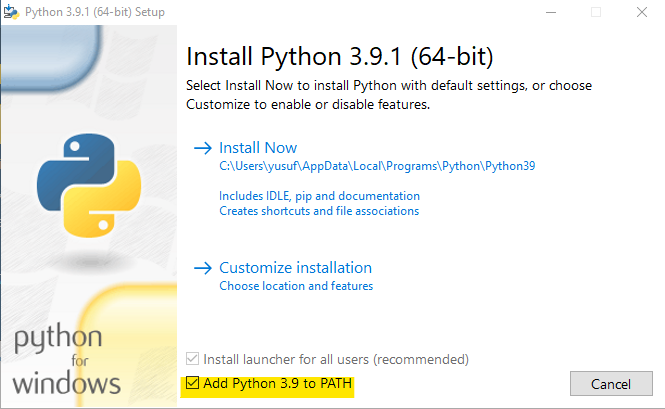 Python 3.9.1 (64-bit) Setup
Install Python 3.9.1 (64-bit)
Select Install Now to install Python with default settings, or choose
Customize to enable or disable features.
Install Now
C:\Users\yusuf\AppData\Local\Programs\Python\Python39
Includes IDLE, pip and documentation
Creates shortcuts and file associations
Customize installation
Choose location and features
python
for
windows
Install launcher for all users (recommended)
Add Python 3.9 to PATH
Cancel